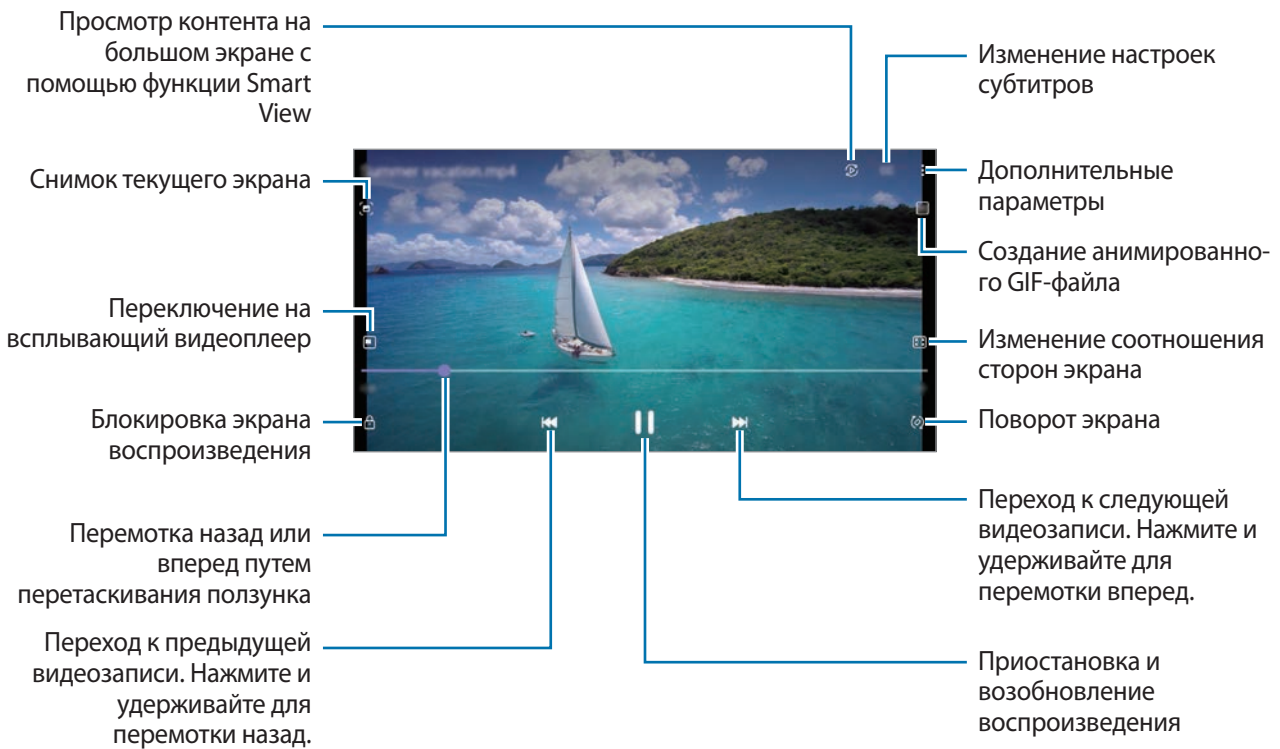 Просмотр контента на
большом экране с
помощью функции Smart
View
Снимок текущего экрана
Переключение на
всплывающий видеоплеер
Блокировка экрана
воспроизведения
Перемотка назад или
вперед путем
перетаскивания ползунка
Переход к предыдущей
видеозаписи. Нажмите и
удерживайте для
перемотки назад.
Изменение настроек
субтитров
Дополнительные
параметры
Создание анимированно-
го GIF-файла
Изменение соотношения
сторон экрана
Поворот экрана
Переход к следующей
видеозаписи. Нажмите и
удерживайте для
перемотки вперед.
Приостановка и
возобновление
воспроизведения